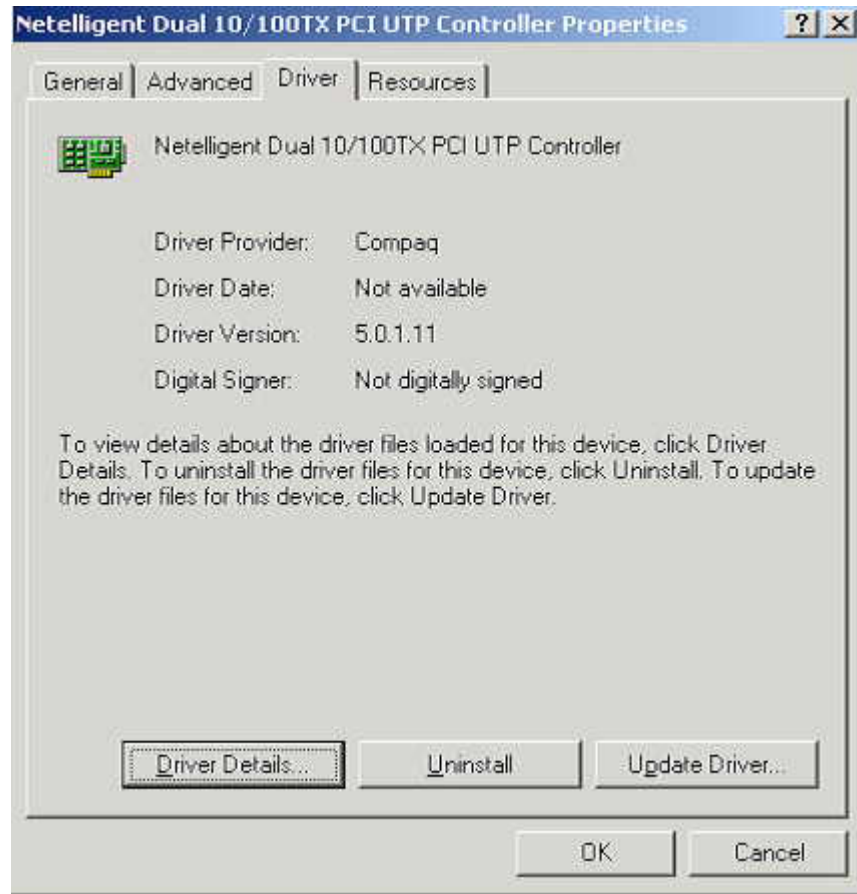 Netelligent Dual 10/100TX PCI UTP Controller Properties ? X
General Advanced Driver Resources
Netelligent Dual 10/100TX PCI UTP Controller
Driver Provider: Compaq
Driver Date: Not available
Driver Version: 5.0.1.11
Digital Signer: Not digitally signed
To view details about the driver files loaded for this device, click Driver
Details. To uninstall the driver files for this device, click Uninstall. To update
the driver files for this device, click Update Driver.
Driver Details... Uninstall Update Driver...
OK Cancel